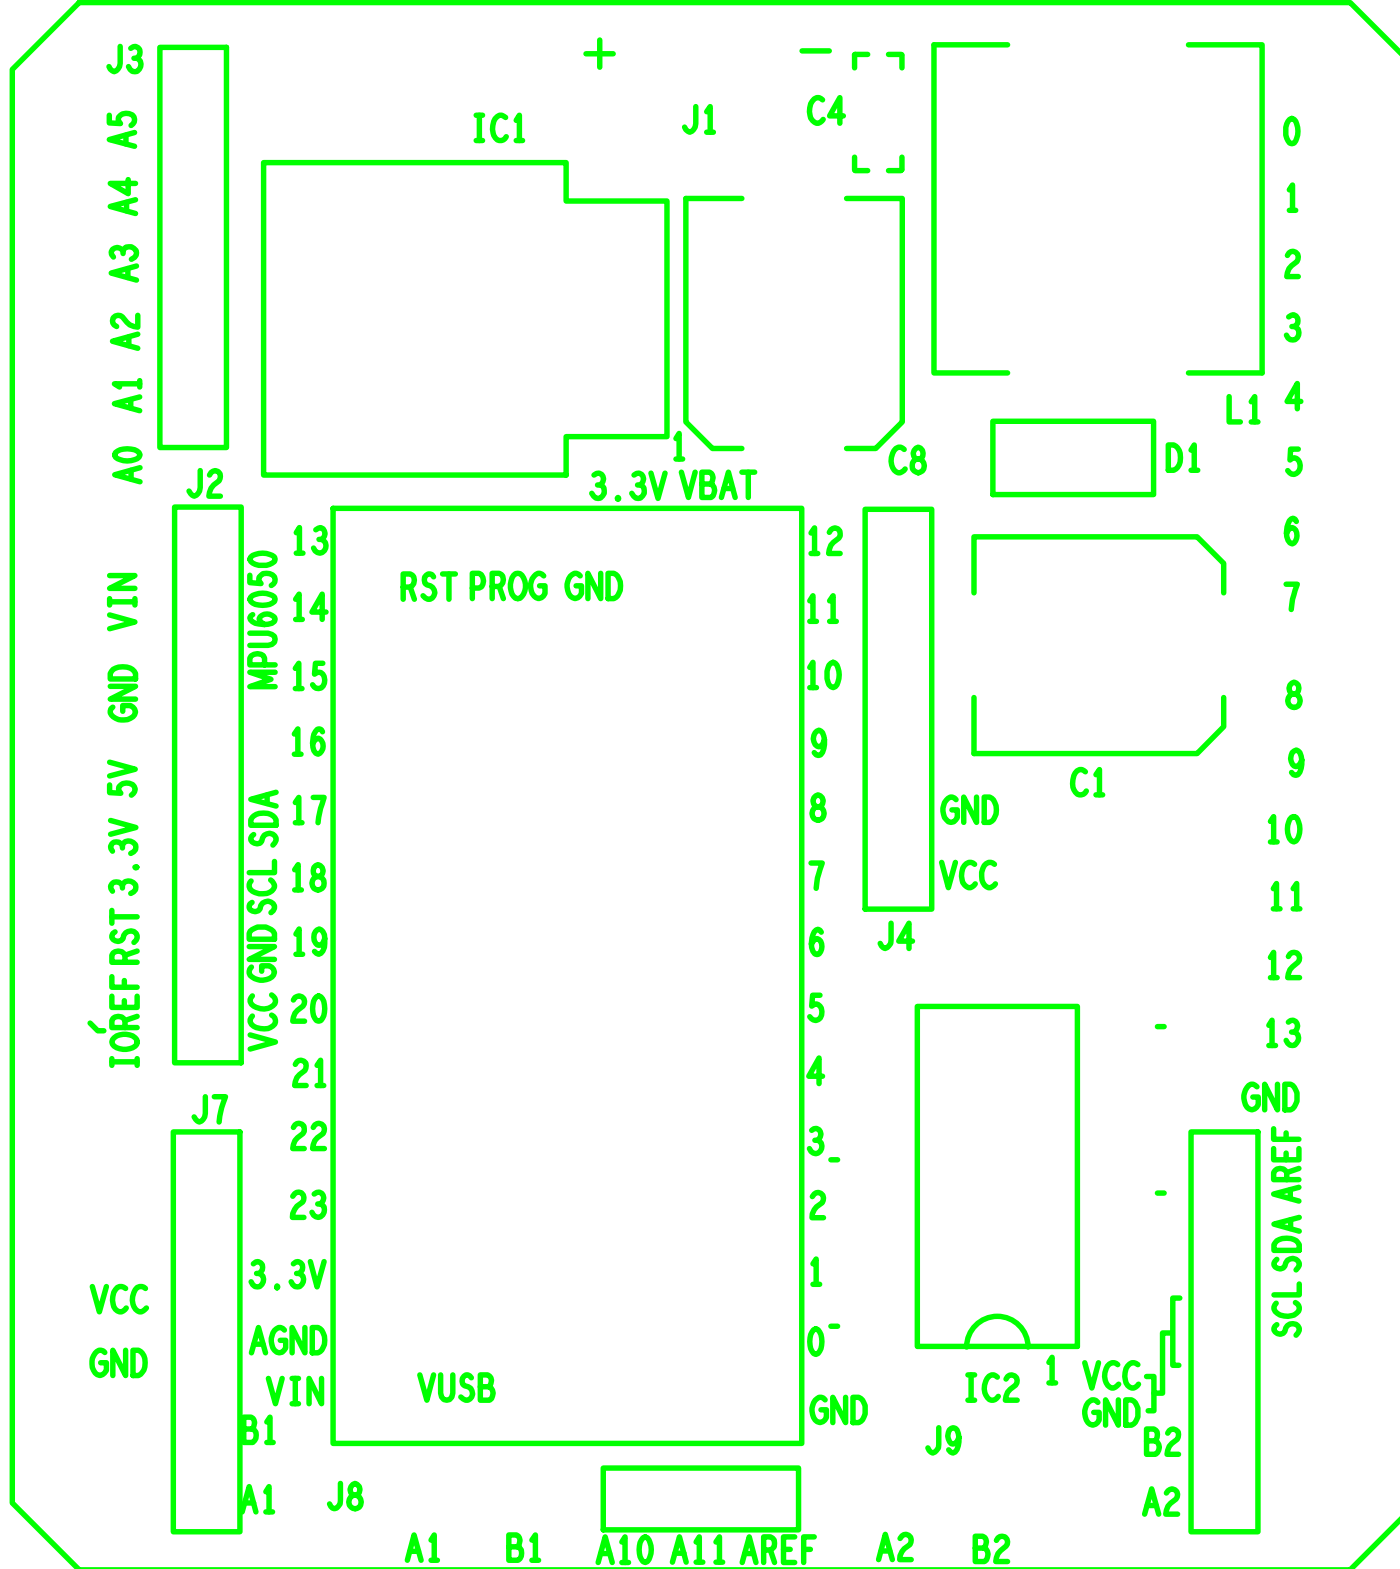 + -
J3
C4
J1
IC1
A5
A4
A3
A2
A1
A0
0
1
2
3
4
5
6
7
8
9
10
11
12
13
GND
L1
D1
C8
1
3.3V VBAT
J2
13
14
15
16
17
18
19
20
21
22
23
3.3V
AGND
VIN
RST PROG GND
12
11
10
9
8
7
6
5
4
3
2
1
0
GND
VUSB
MPU6050
VCC GND SCL SDA
IOREF RST 3.3V 5V GND VIN
C1
GND
VCC
J4
J7
VCC
GND
B1
A1
J8
SCL SDA AREF
IC2
1
VCC
GND
J9
B2
A2
A1 B1 A10 A11 AREF A2 B2